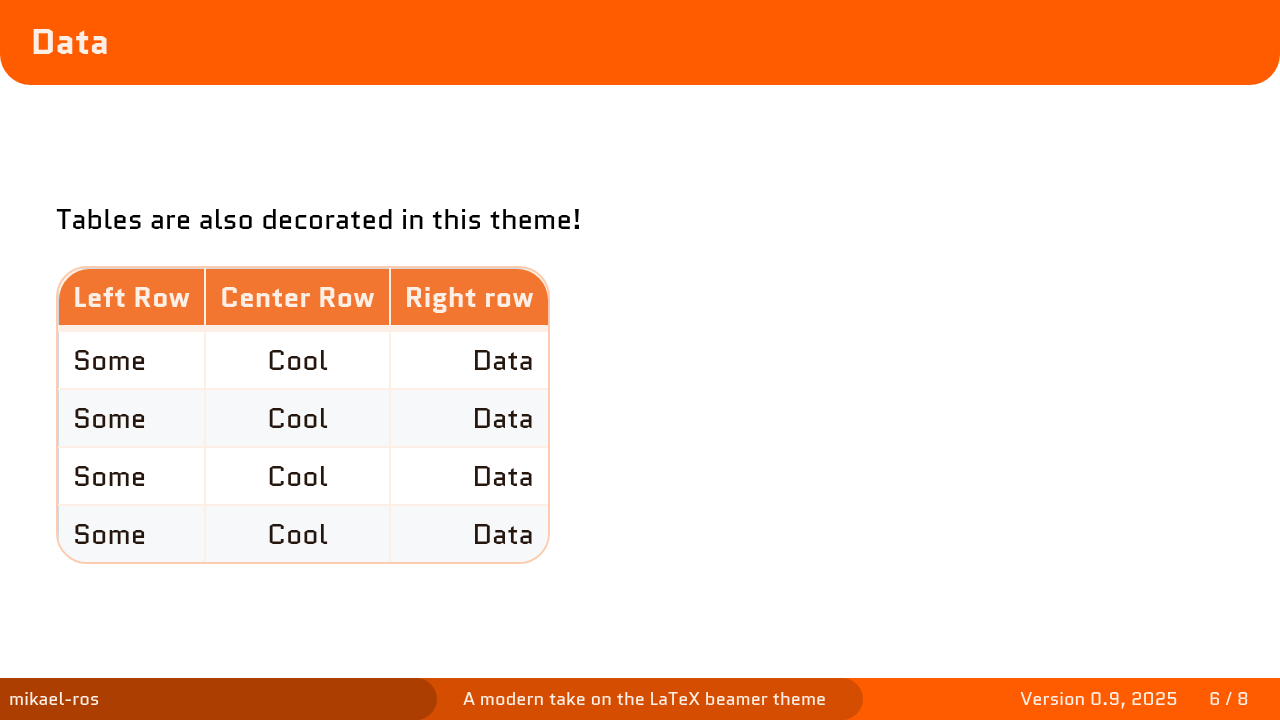 Data
Tables are also decorated in this theme!
Left Row Center Row Right row
Some Cool Data
Some Cool Data
Some Cool Data
Some Cool Data
mikael-ros A modern take on the LaTeX beamer theme Version 0.9, 2025 6 / 8